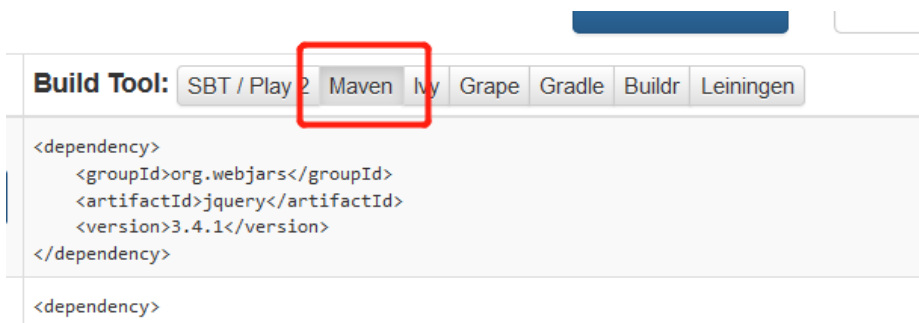 Build Tool: SBT / Play 2 Maven Ivy Grape Gradle Buildr Leiningen
<dependency>
    <groupId>org.webjars</groupId>
    <artifactId>jquery</artifactId>
    <version>3.4.1</version>
</dependency>
<dependency>